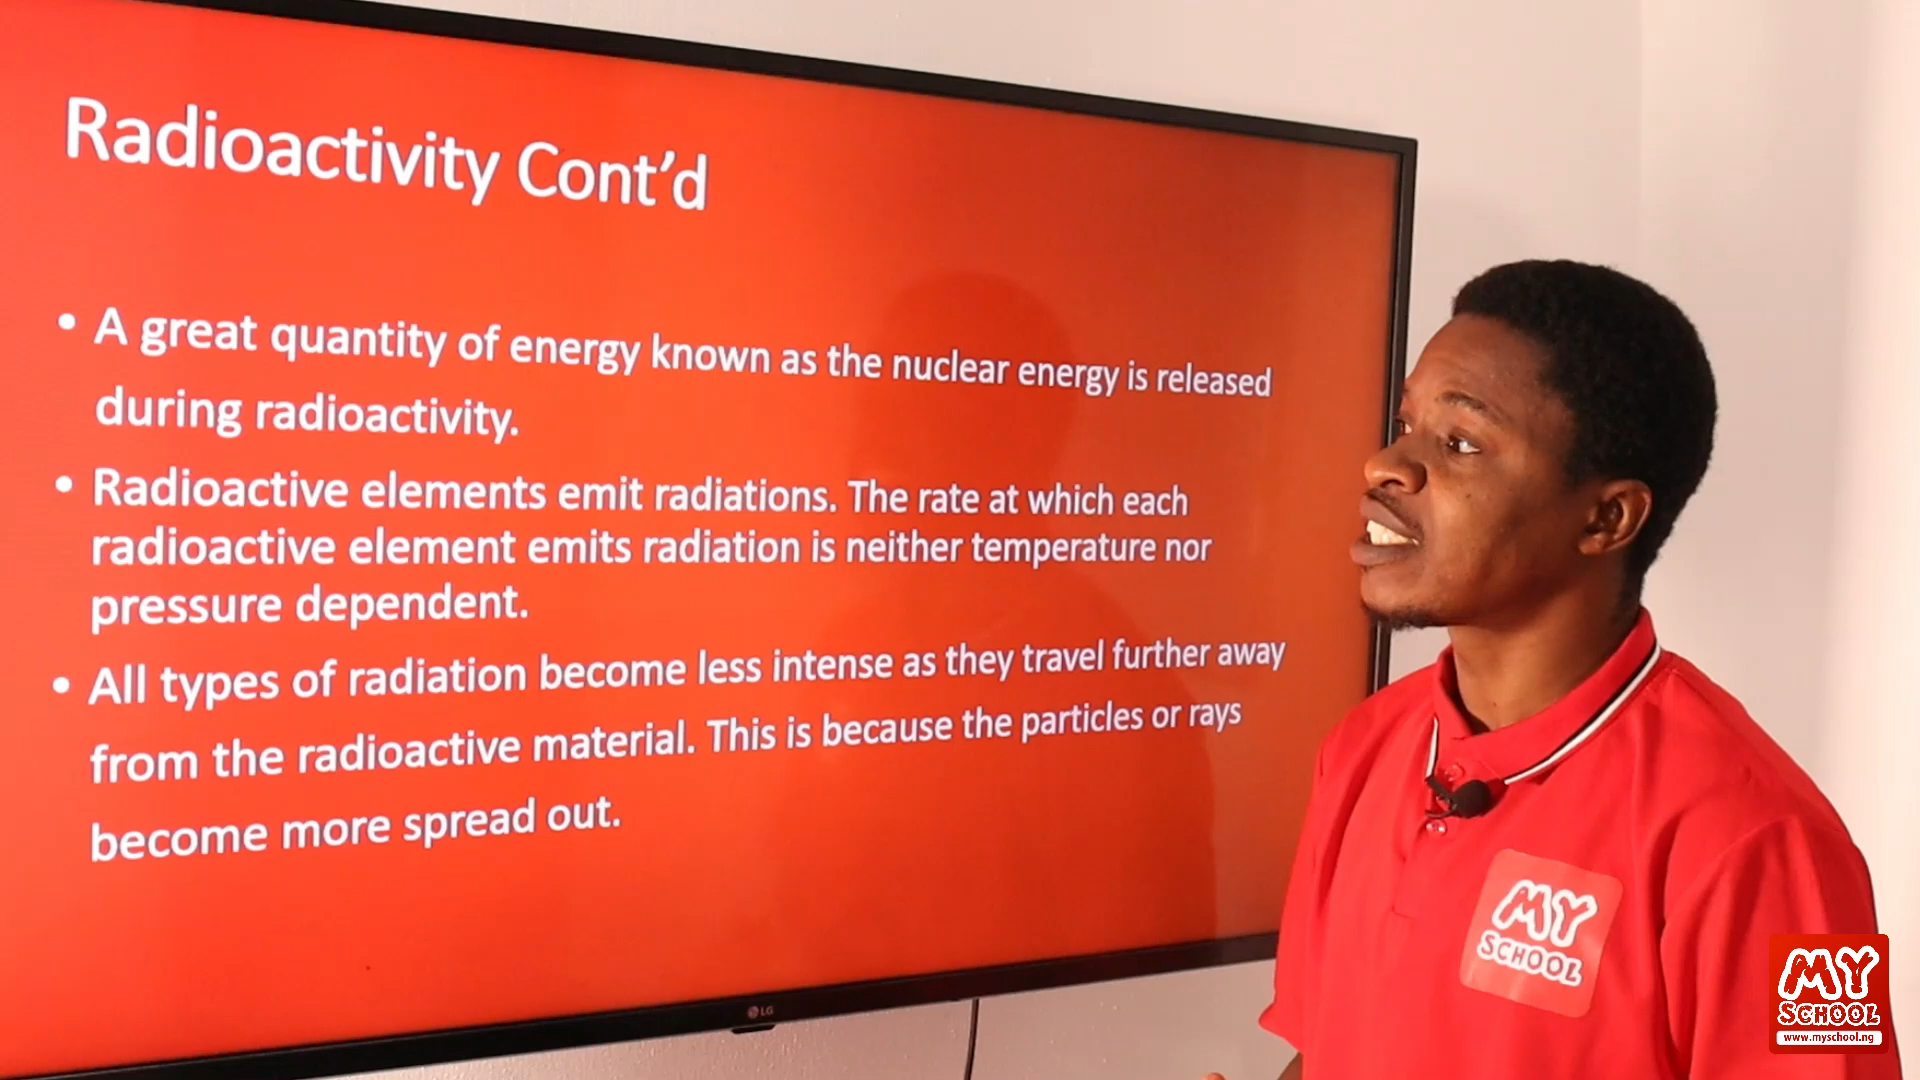 Radioactivity Cont'd
• A great quantity of energy known as the nuclear energy is released
during radioactivity.
• Radioactive elements emit radiations. The rate at which each
radioactive element emits radiation is neither temperature nor
pressure dependent.
• All types of radiation become less intense as they travel further away
from the radioactive material. This is because the particles or rays
become more spread out.
LG
MY
SCHOOL
MY
SCHOOL
www.myschool.ng